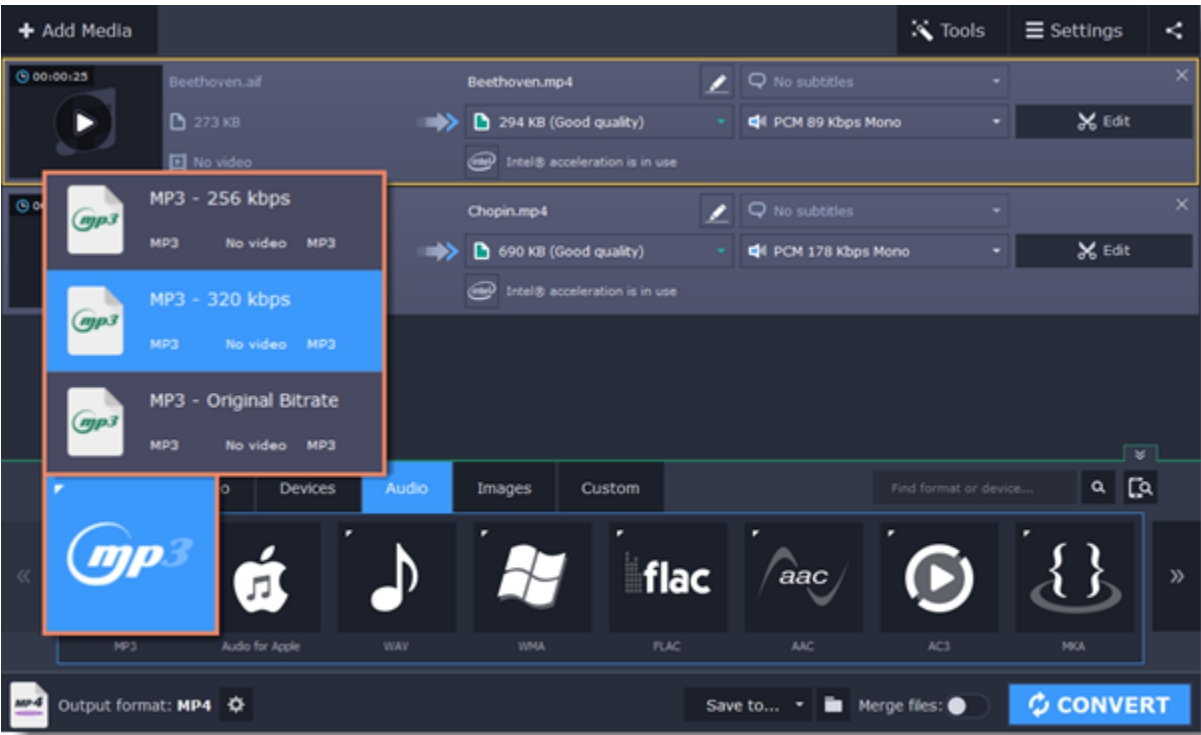 Add Media
Tools
Settings
00:00:25
Beethoven.aif
Beethoven.mp4
No subtitles
273 KB
294 KB (Good quality)
PCM 89 Kbps Mono
Edit
No video
intel
Intel® acceleration is in use
Chopin.mp4
No subtitles
690 KB (Good quality)
PCM 178 Kbps Mono
Edit
intel
Intel® acceleration is in use
mp3
MP3 - 256 kbps
MP3 No video MP3
mp3
MP3 - 320 kbps
MP3 No video MP3
mp3
MP3 - Original Bitrate
MP3 No video MP3
Devices
Audio
Images
Custom
Find format or device...
mp3
flac
aac
MP3
Audio for Apple
WAV
WMA
FLAC
AAC
AC3
MKA
MP4
Output format: MP4
Save to...
Merge files:
CONVERT